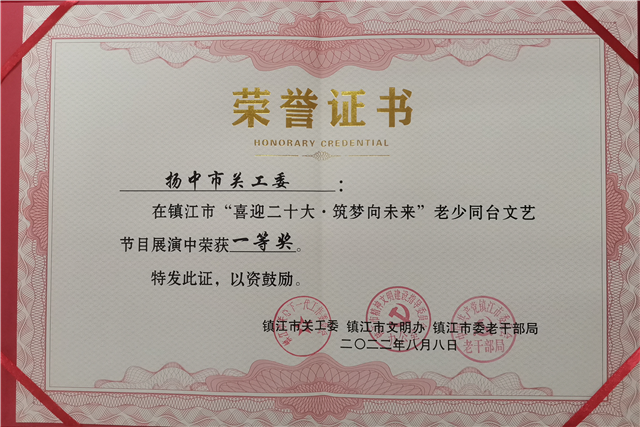 荣誉证书
HONORARY CREDENTIAL
扬中市关工委：
在镇江市“喜迎二十大·筑梦向未来”老少同台文艺
节目展演中荣获一等奖。
特发此证，以资鼓励。
镇江市关工委 镇江市文明办 镇江市委老干部局
二〇二二年八月八日
老干部局